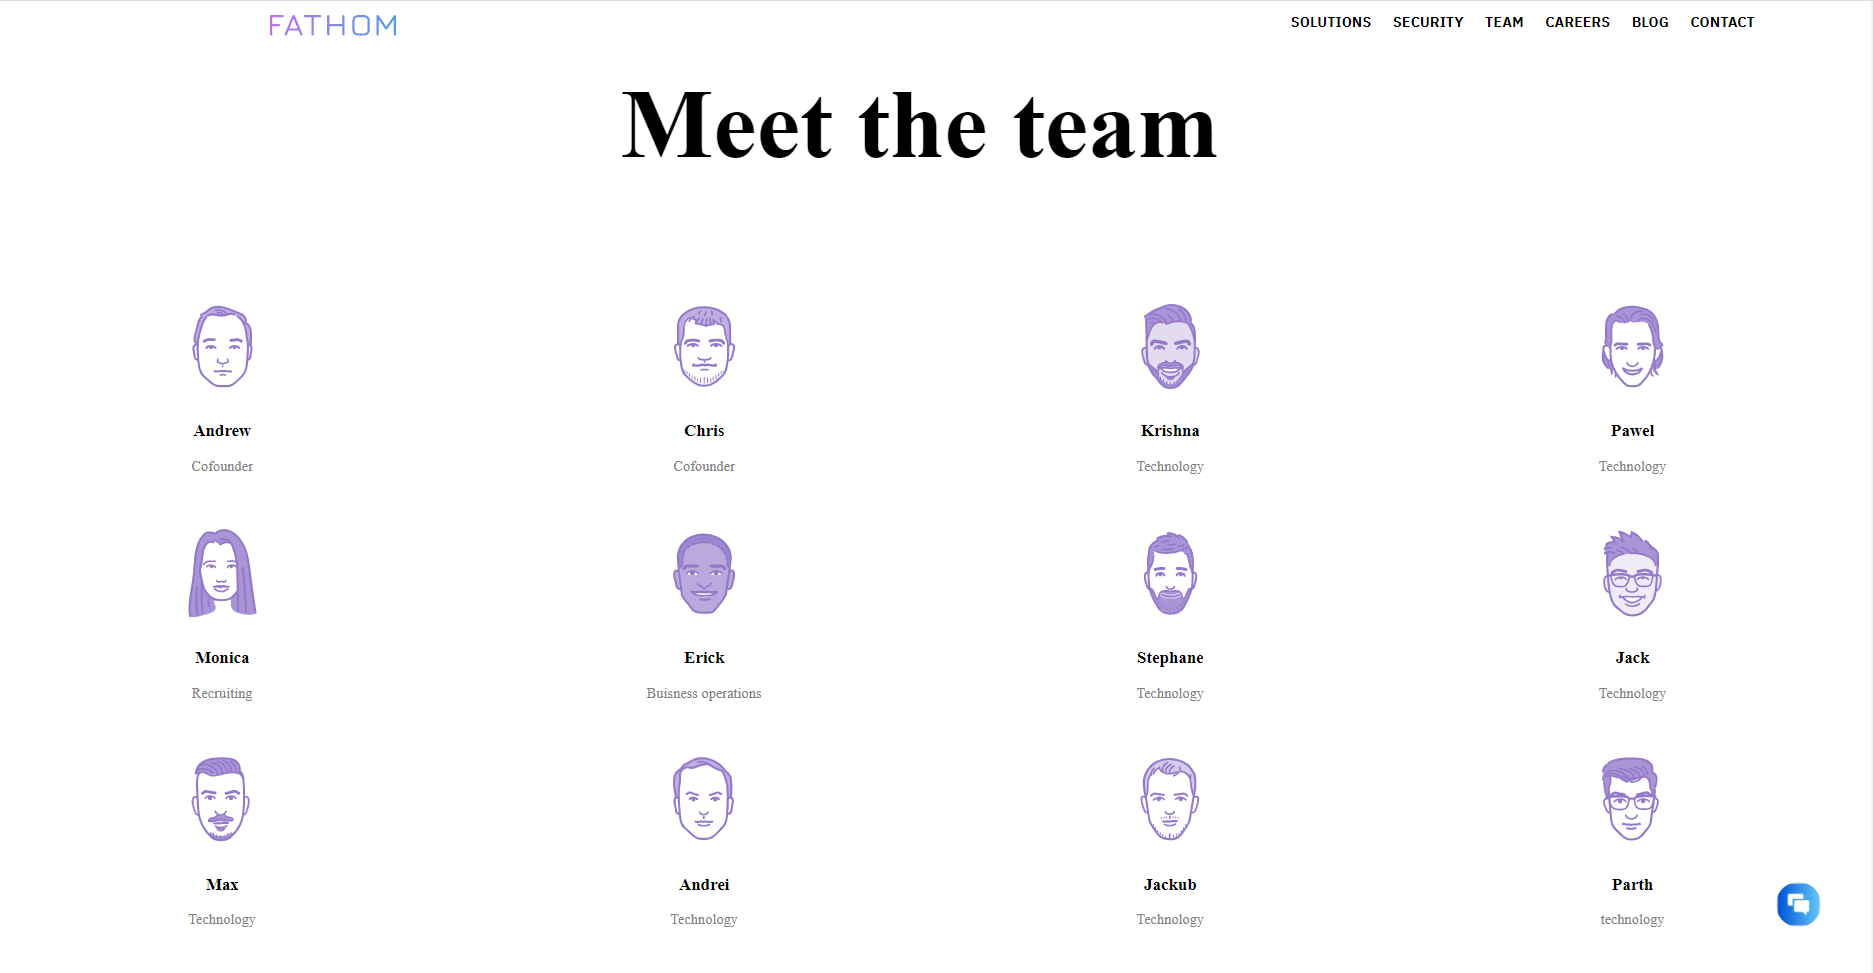 FATHOM
SOLUTIONS SECURITY TEAM CAREERS BLOG CONTACT
Meet the team
Andrew Chris Krishna Pawel
Cofounder Cofounder Technology Technology
Monica Erick Stephane Jack
Recruiting Buisness operations Technology Technology
Max Andrei Jackub Parth
Technology Technology Technology technology